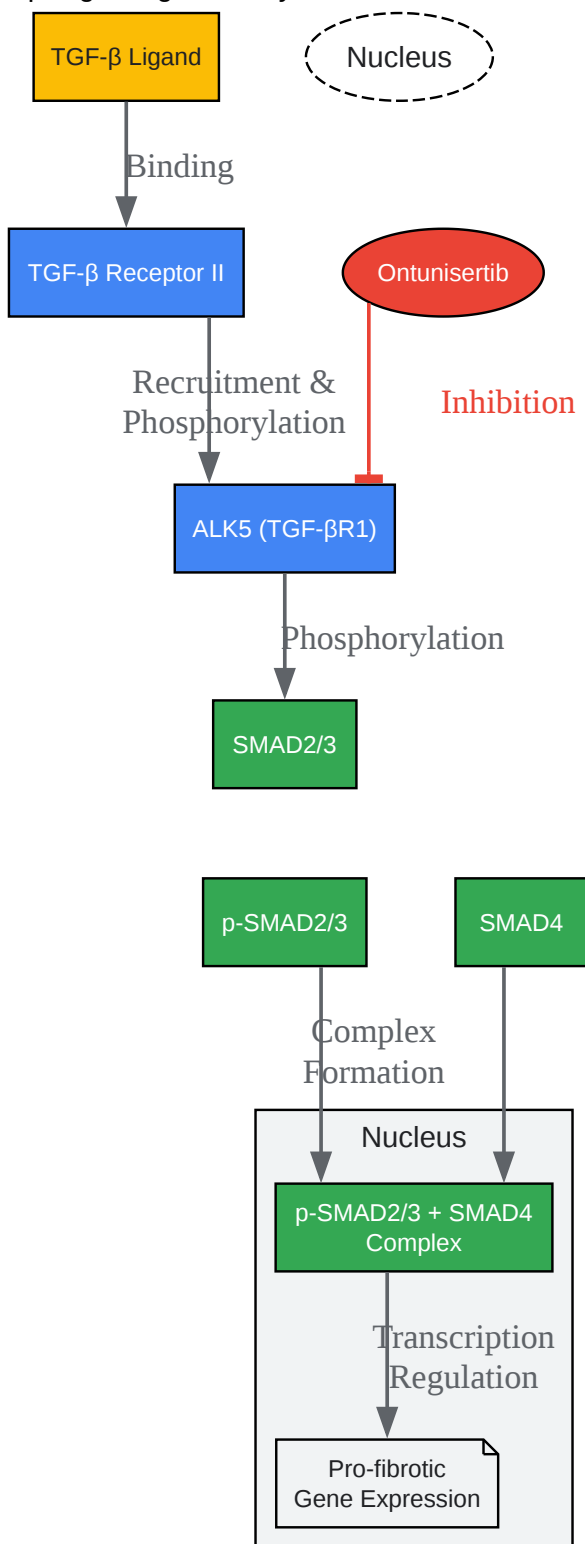 TGF-β Ligand
Nucleus
Binding
TGF-β Receptor II
Ontunisertib
Recruitment &
Phosphorylation
Inhibition
ALK5 (TGF-βR1)
Phosphorylation
SMAD2/3
p-SMAD2/3
SMAD4
Complex
Formation
Nucleus
p-SMAD2/3 + SMAD4
Complex
Transcription
Regulation
Pro-fibrotic
Gene Expression